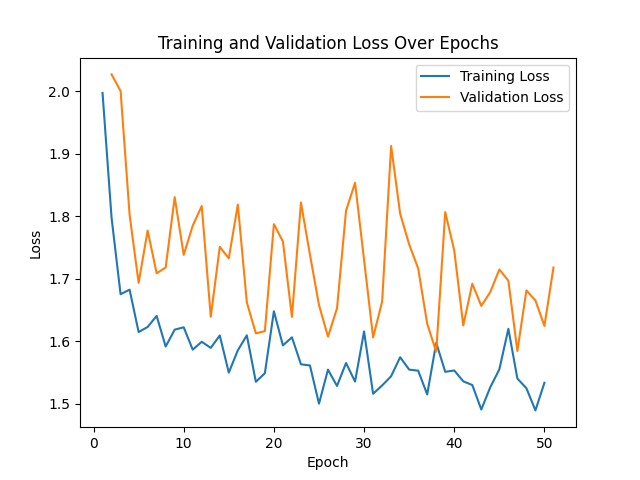 Training and Validation Loss Over Epochs
Training Loss
Validation Loss
2.0
1.9
1.8
1.7
1.6
1.5
Loss
0
10
20
30
40
50
Epoch